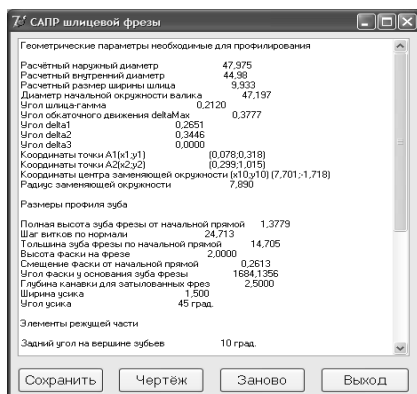 САПР шлицевой фрезы
Геометрические параметры необходимые для профилирования
Расчётный наружный диаметр 47,975
Расчетный внутренний диаметр 44,98
Расчетный размер ширины шлица 9,933
Диаметр начальной окружности валика 47,197
Угол шлица-гамма 0,2120
Угол обкаточного движения deltaMax 0,3777
Угол delta1 0,2651
Угол delta2 0,3446
Угол delta3 0,0000
Координаты точки A1(x1;y1) (0,078;0,318)
Координаты точки A2(x2;y2) (0,299;1,015)
Координаты центра заменяющей окружности (x10;y10) (7,701;-1,718)
Радиус заменяющей окружности 7,890
Размеры профиля зуба
Полная высота зуба фрезы от начальной прямой 1,3779
Шаг витков по нормали 24,713
Толщина зуба фрезы по начальной прямой 14,705
Высота фаски на фрезе 2,0000
Смещение фаски от начальной прямой 0,2613
Угол фаски у основания зуба фрезы 1684,1356
Глубина канавки для затылованных фрез 2,5000
Ширина усика 1,500
Угол усика 45 град.
Элементы режущей части
Задний угол на вершине зубьев 10 град.
Сохранить Чертёж Заново Выход